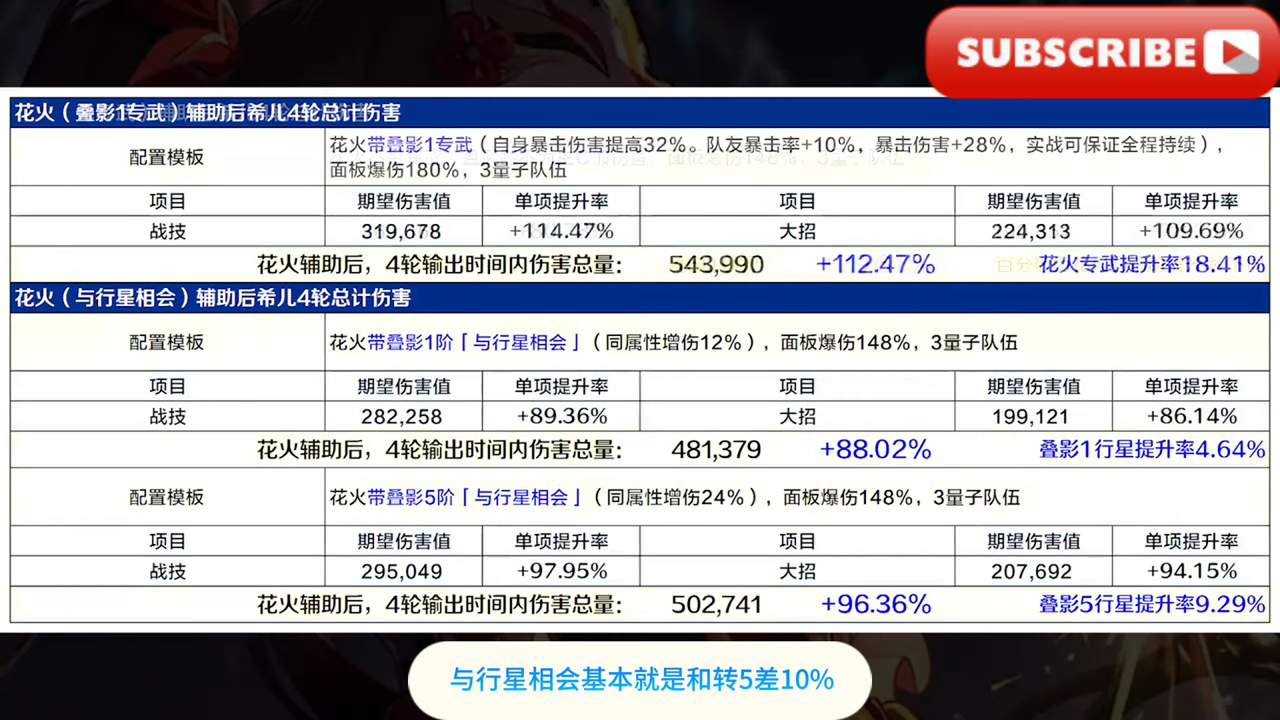 SUBSCRIBE
花火（叠影1专武）辅助后希儿4轮总计伤害
配置模板
花火带叠影1专武（自身暴击伤害提高32%。队友暴击率+10%，暴击伤害+28%，实战可保证全程持续），
面板爆伤180%，3量子队伍
项目 期望伤害值 单项提升率 项目 期望伤害值 单项提升率
战技 319,678 +114.47% 大招 224,313 +109.69%
花火辅助后，4轮输出时间内伤害总量： 543,990 +112.47% 花火专武提升率18.41%
花火（与行星相会）辅助后希儿4轮总计伤害
配置模板 花火带叠影1阶「与行星相会」（同属性增伤12%），面板爆伤148%，3量子队伍
项目 期望伤害值 单项提升率 项目 期望伤害值 单项提升率
战技 282,258 +89.36% 大招 199,121 +86.14%
花火辅助后，4轮输出时间内伤害总量： 481,379 +88.02% 叠影1行星提升率4.64%
配置模板 花火带叠影5阶「与行星相会」（同属性增伤24%），面板爆伤148%，3量子队伍
项目 期望伤害值 单项提升率 项目 期望伤害值 单项提升率
战技 295,049 +97.95% 大招 207,692 +94.15%
花火辅助后，4轮输出时间内伤害总量： 502,741 +96.36% 叠影5行星提升率9.29%
与行星相会基本就是和转5差10%